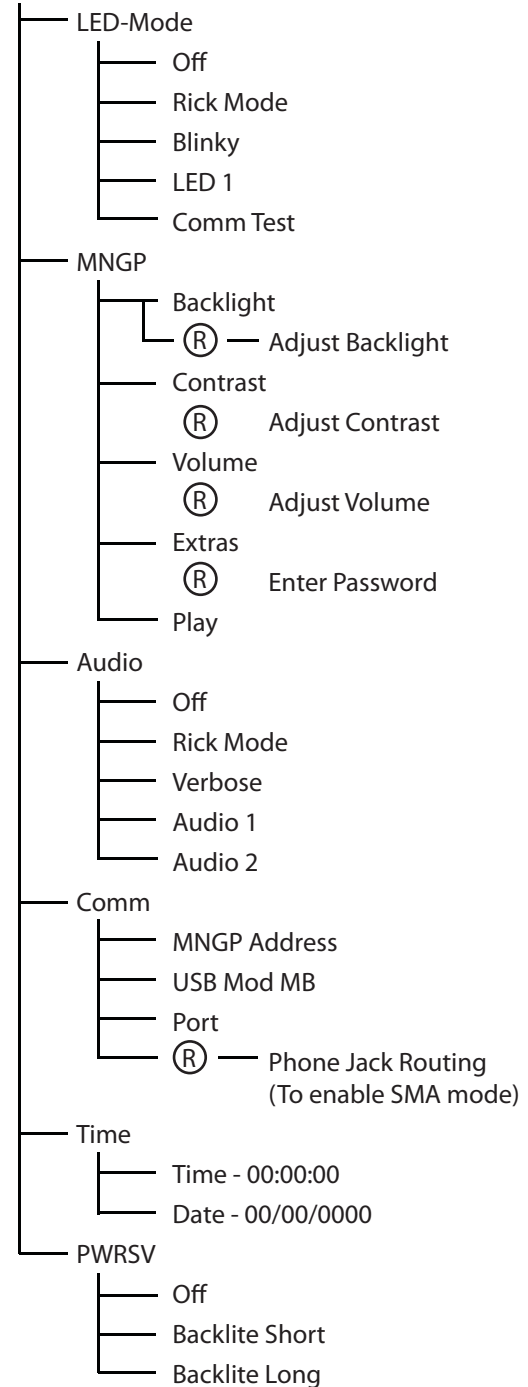 LED-Mode
Off
Rick Mode
Blinky
LED 1
Comm Test
MNGP
Backlight
R Adjust Backlight
Contrast
R Adjust Contrast
Volume
R Adjust Volume
Extras
R Enter Password
Play
Audio
Off
Rick Mode
Verbose
Audio 1
Audio 2
Comm
MNGP Address
USB Mod MB
Port
R Phone Jack Routing
(To enable SMA mode)
Time
Time - 00:00:00
Date - 00/00/0000
PWRSV
Off
Backlite Short
Backlite Long